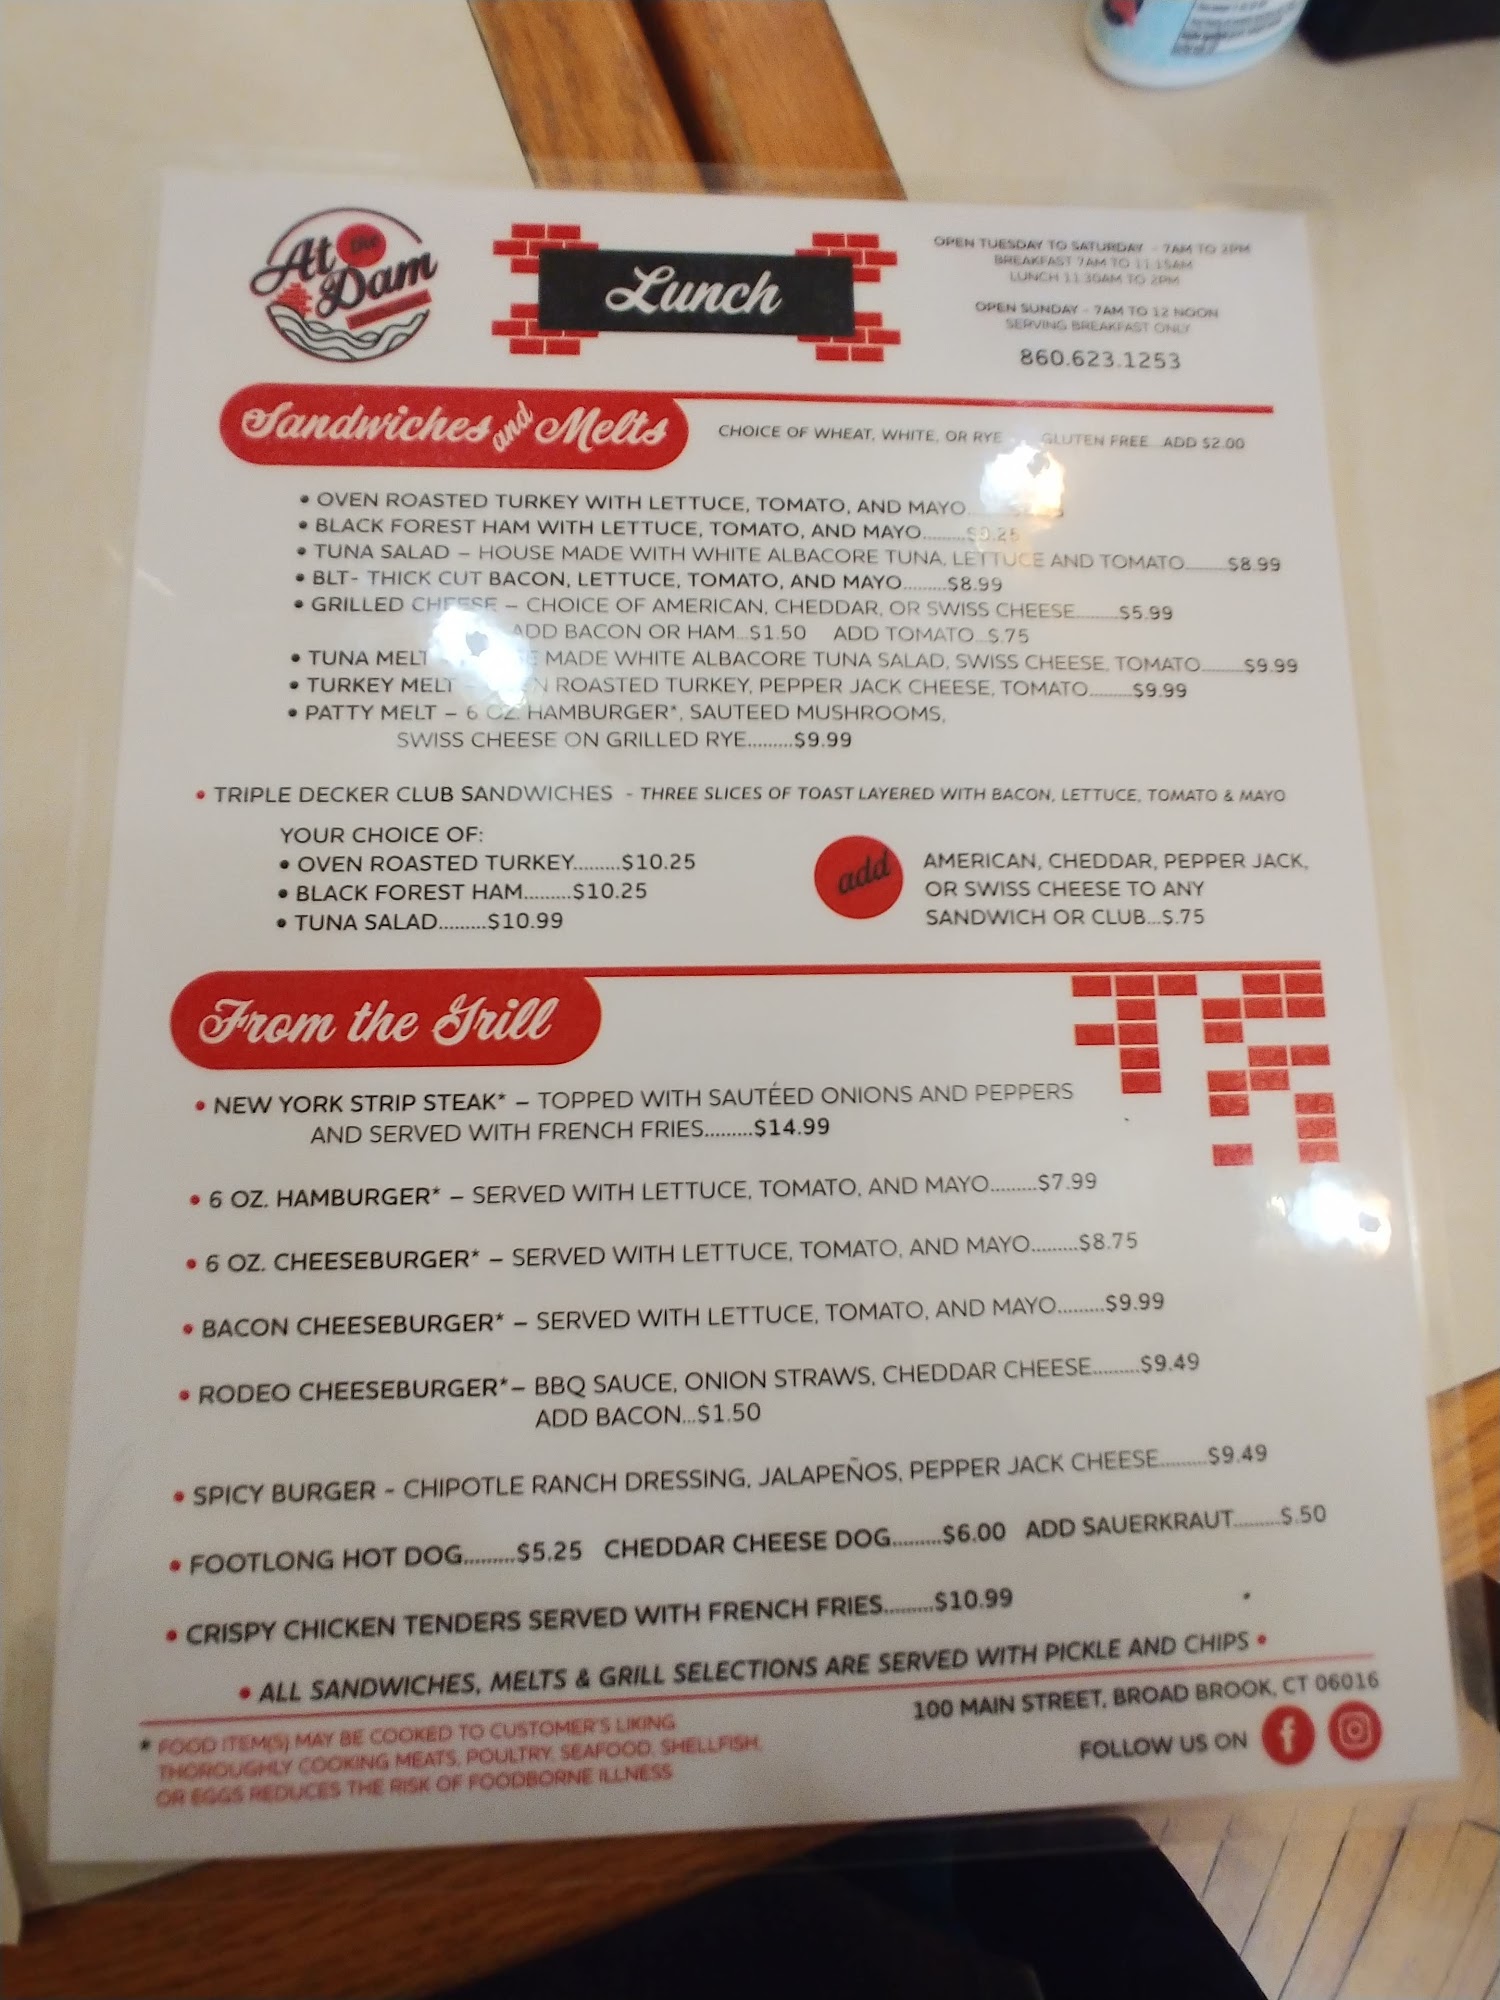 At the Dam
Lunch
OPEN TUESDAY TO SATURDAY - 7AM TO 2PM
BREAKFAST 7AM TO 11:15AM
LUNCH 11:30AM TO 2PM
OPEN SUNDAY - 7AM TO 12 NOON
SERVING BREAKFAST ONLY
860.623.1253
Sandwiches and Melts
CHOICE OF WHEAT, WHITE, OR RYE GLUTEN FREE...ADD $2.00
• OVEN ROASTED TURKEY WITH LETTUCE, TOMATO, AND MAYO
• BLACK FOREST HAM WITH LETTUCE, TOMATO, AND MAYO.........
• TUNA SALAD – HOUSE MADE WITH WHITE ALBACORE TUNA, LETTUCE AND TOMATO.........$8.99
• BLT- THICK CUT BACON, LETTUCE, TOMATO, AND MAYO.........$8.99
• GRILLED CHEESE – CHOICE OF AMERICAN, CHEDDAR, OR SWISS CHEESE.........$5.99
ADD BACON OR HAM...$1.50 ADD TOMATO...$.75
• TUNA MELT MADE WHITE ALBACORE TUNA SALAD, SWISS CHEESE, TOMATO.........$9.99
• TURKEY MELT – ROASTED TURKEY, PEPPER JACK CHEESE, TOMATO.........$9.99
• PATTY MELT – 6 OZ. HAMBURGER*, SAUTEED MUSHROOMS,
SWISS CHEESE ON GRILLED RYE.........$9.99
• TRIPLE DECKER CLUB SANDWICHES - THREE SLICES OF TOAST LAYERED WITH BACON, LETTUCE, TOMATO & MAYO
YOUR CHOICE OF:
• OVEN ROASTED TURKEY.........$10.25
• BLACK FOREST HAM.........$10.25
• TUNA SALAD.........$10.99
add
AMERICAN, CHEDDAR, PEPPER JACK,
OR SWISS CHEESE TO ANY
SANDWICH OR CLUB...$.75
From the Grill
• NEW YORK STRIP STEAK* – TOPPED WITH SAUTÉED ONIONS AND PEPPERS
AND SERVED WITH FRENCH FRIES.........$14.99
• 6 OZ. HAMBURGER* – SERVED WITH LETTUCE, TOMATO, AND MAYO.........$7.99
• 6 OZ. CHEESEBURGER* – SERVED WITH LETTUCE, TOMATO, AND MAYO.........$8.75
• BACON CHEESEBURGER* – SERVED WITH LETTUCE, TOMATO, AND MAYO.........$9.99
• RODEO CHEESEBURGER*– BBQ SAUCE, ONION STRAWS, CHEDDAR CHEESE.........$9.49
ADD BACON...$1.50
• SPICY BURGER - CHIPOTLE RANCH DRESSING, JALAPEÑOS, PEPPER JACK CHEESE.........$9.49
• FOOTLONG HOT DOG.........$5.25 CHEDDAR CHEESE DOG.........$6.00 ADD SAUERKRAUT.........$.50
• CRISPY CHICKEN TENDERS SERVED WITH FRENCH FRIES.........$10.99
• ALL SANDWICHES, MELTS & GRILL SELECTIONS ARE SERVED WITH PICKLE AND CHIPS •
* FOOD ITEM(S) MAY BE COOKED TO CUSTOMER'S LIKING
THOROUGHLY COOKING MEATS, POULTRY, SEAFOOD, SHELLFISH,
OR EGGS REDUCES THE RISK OF FOODBORNE ILLNESS
100 MAIN STREET, BROAD BROOK, CT 06016
FOLLOW US ON